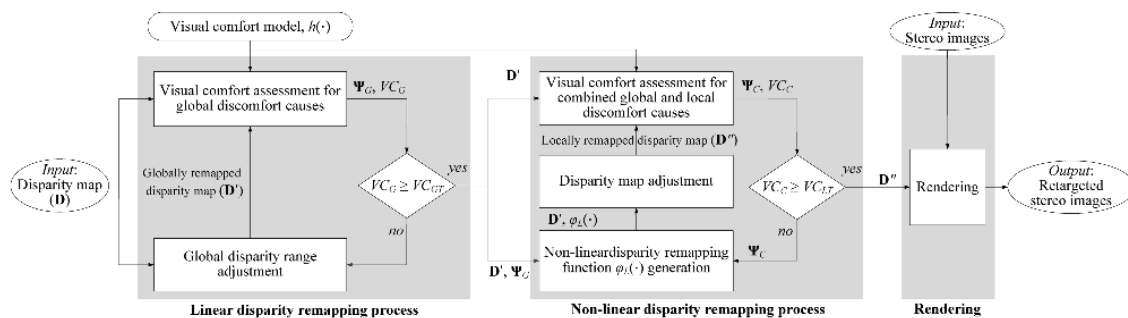 Visual comfort model, h(·)
Input:
Stereo images
Visual comfort assessment for
global discomfort causes
Ψ_G, VC_G
D'
Visual comfort assessment for
combined global and local
discomfort causes
Ψ_C, VC_C
Input:
Disparity map
(D)
Globally remapped
disparity map (D')
VC_G ≥ VC_GT
yes
no
Locally remapped disparity map (D'')
Disparity map adjustment
VC_C ≥ VC_LT
yes
no
D''
Rendering
Output:
Retargeted
stereo images
D', φ_L(·)
Global disparity range
adjustment
D', Ψ_G
Non-lineardisparity remapping
function φ_L(·) generation
Ψ_C
Linear disparity remapping process
Non-linear disparity remapping process
Rendering